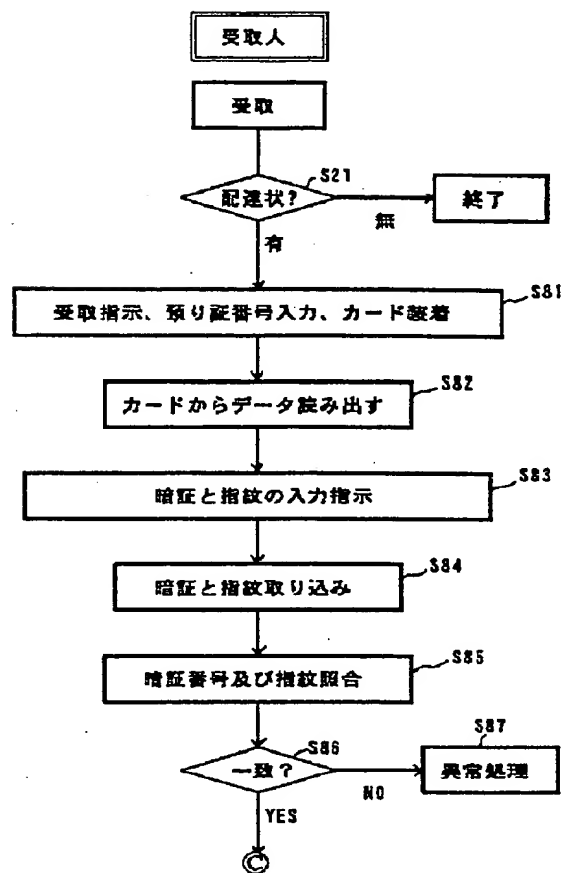 受取人
受取
S21
配達状?
無
終了
有
S81
受取指示、預り証番号入力、カード装着
S82
カードからデータ読み出す
S83
暗証と指紋の入力指示
S84
暗証と指紋取り込み
S85
暗証番号及び指紋照合
S86
一致?
S87
異常処理
NO
YES
C